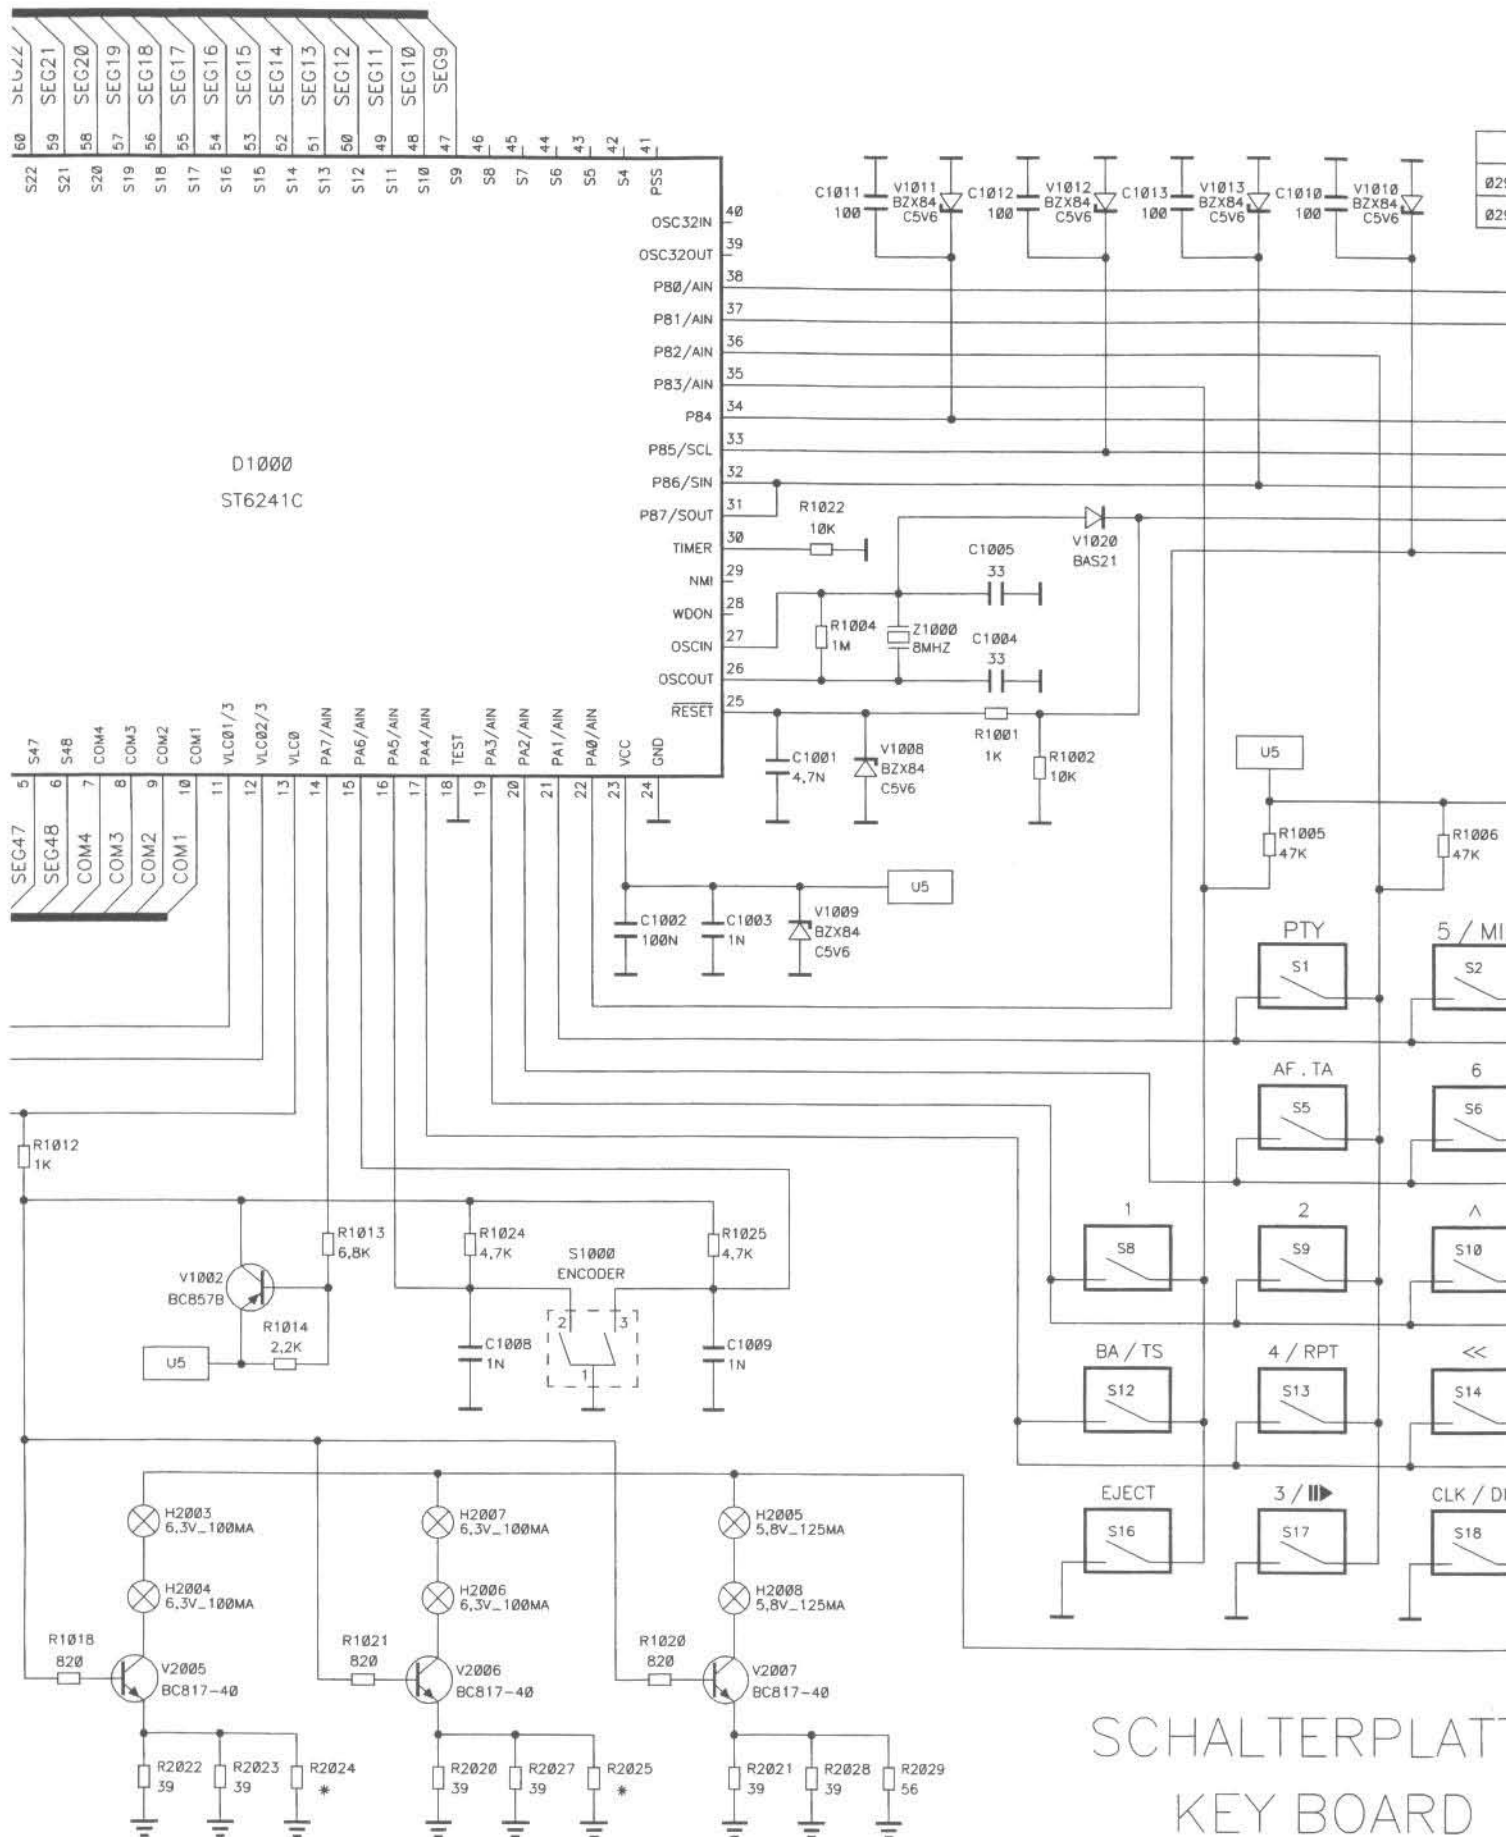 SEG22
SEG21
SEG20
SEG19
SEG18
SEG17
SEG16
SEG15
SEG14
SEG13
SEG12
SEG11
SEG10
SEG9
60
59
58
57
56
55
54
53
52
51
50
49
48
47
46
45
44
43
42
41
S22
S21
S20
S19
S18
S17
S16
S15
S14
S13
S12
S11
S10
S9
S8
S7
S6
S5
S4
PSS
OSC32IN 40
OSC32OUT 39
P80/AIN 38
P81/AIN 37
P82/AIN 36
P83/AIN 35
P84 34
P85/SCL 33
P86/SIN 32
P87/SOUT 31
TIMER 30
NMI 29
WDON 28
OSCIN 27
OSCOUT 26
RESET 25
D1000
ST6241C
C1011
100
V1011
BZX84
C5V6
C1012
100
V1012
BZX84
C5V6
C1013
100
V1013
BZX84
C5V6
C1010
100
V1010
BZX84
C5V6
029
029
R1022
10K
V1020
BAS21
C1005
33
R1004
1M
Z1000
8MHZ
C1004
33
R1001
1K
R1002
10K
C1001
4,7N
V1008
BZX84
C5V6
S47
S48
COM4
COM3
COM2
COM1
VLC01/3
VLC02/3
VLC0
PA7/AIN
PA6/AIN
PA5/AIN
PA4/AIN
TEST
PA3/AIN
PA2/AIN
PA1/AIN
PA0/AIN
VCC
GND
5
6
7
8
9
10
11
12
13
14
15
16
17
18
19
20
21
22
23
24
SEG47
SEG48
COM4
COM3
COM2
COM1
U5
R1005
47K
R1006
47K
U5
C1002
100N
C1003
1N
V1009
BZX84
C5V6
PTY
S1
5 / MI
S2
AF.TA
S5
6
S6
1
S8
2
S9
^
S10
BA / TS
S12
4 / RPT
S13
<<
S14
EJECT
S16
3 /
S17
CLK / D
S18
R1012
1K
R1013
6,8K
V1002
BC857B
R1014
2,2K
U5
R1024
4,7K
S1000
ENCODER
2
3
1
R1025
4,7K
C1008
1N
C1009
1N
H2003
6,3V_100MA
H2007
6,3V_100MA
H2005
5,8V_125MA
H2004
6,3V_100MA
H2006
6,3V_100MA
H2008
5,8V_125MA
R1018
820
V2005
BC817-40
R1021
820
V2006
BC817-40
R1020
820
V2007
BC817-40
R2022
39
R2023
39
R2024
*
R2020
39
R2027
39
R2025
*
R2021
39
R2028
39
R2029
56
SCHALTERPLATT
KEY BOARD